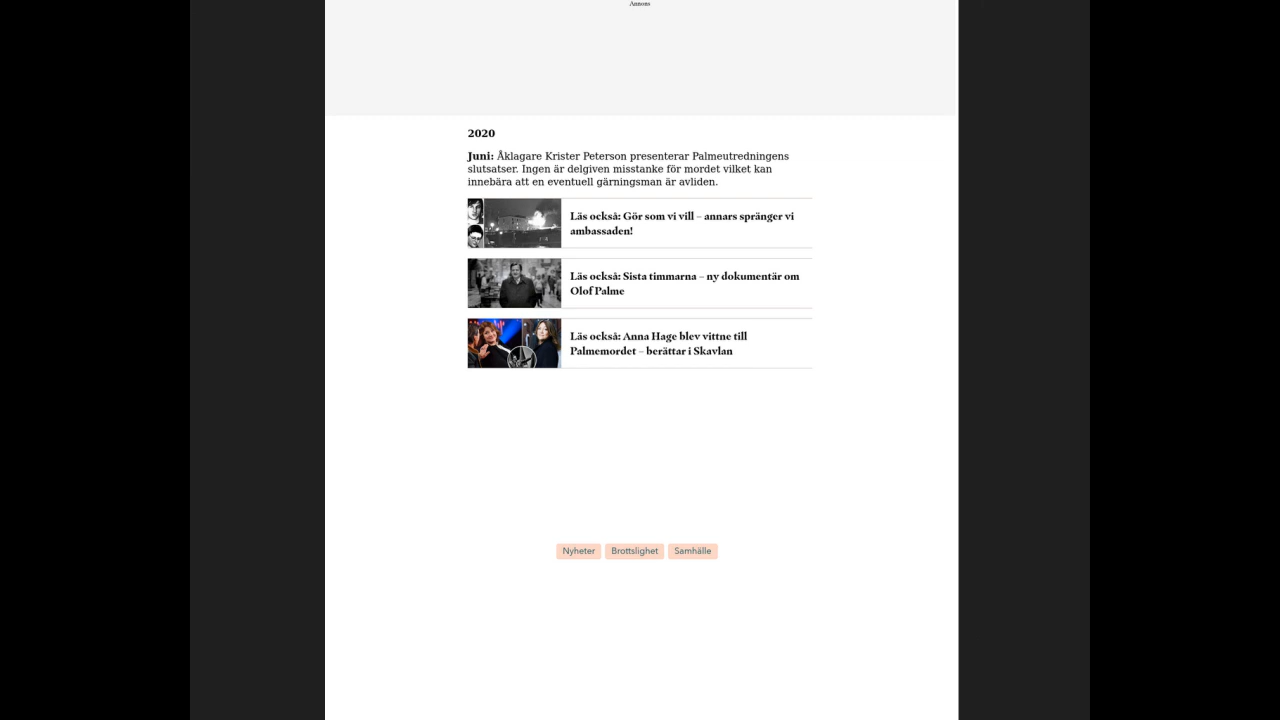 Annons
2020
Juni: Åklagare Krister Peterson presenterar Palmeutredningens
slutsatser. Ingen är delgiven misstanke för mordet vilket kan
innebära att en eventuell gärningsman är avliden.
Läs också: Gör som vi vill – annars spränger vi
ambassaden!
Läs också: Sista timmarna – ny dokumentär om
Olof Palme
Läs också: Anna Hage blev vittne till
Palmemordet – berättar i Skavlan
Nyheter Brottslighet Samhälle